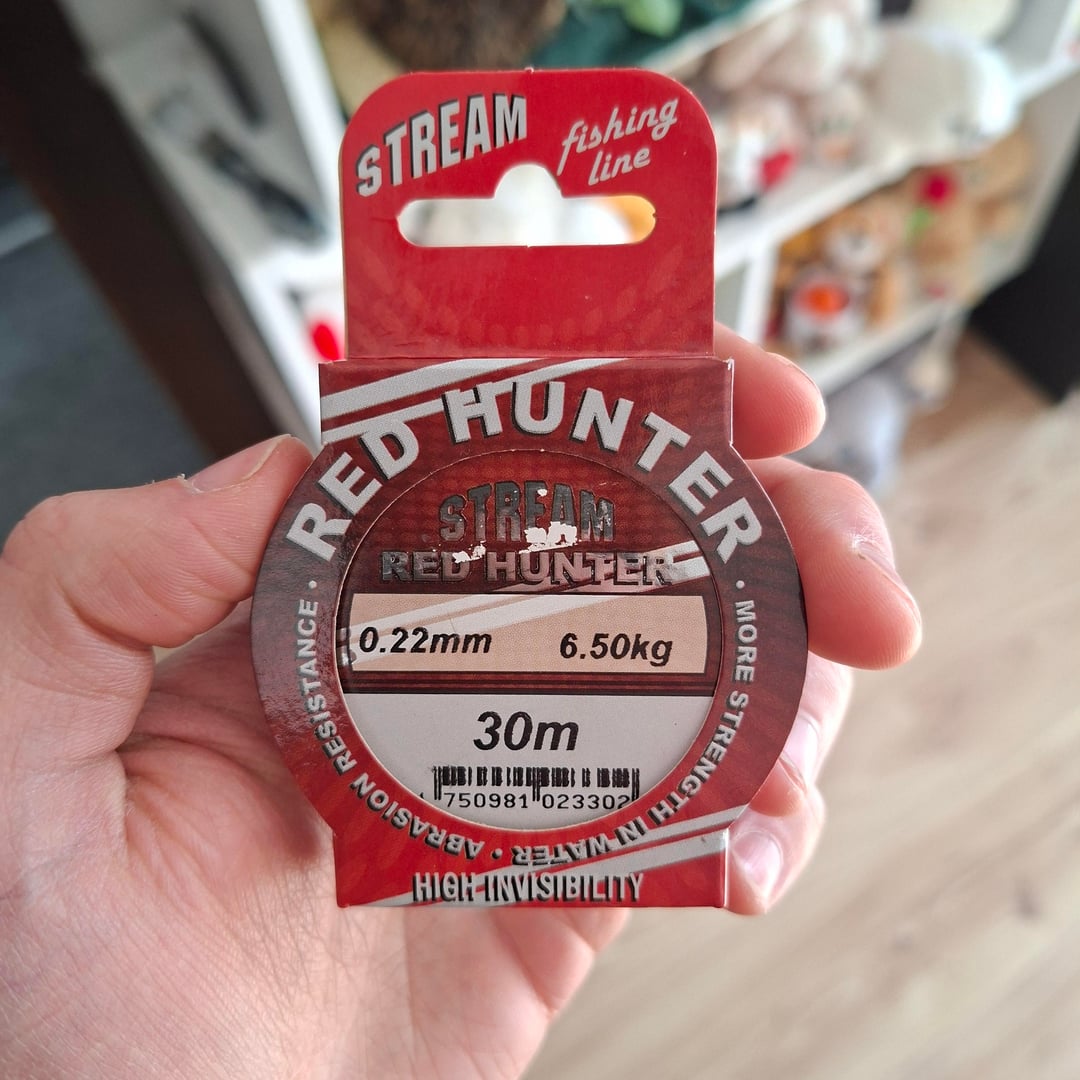 STREAM
fishing
line
RED HUNTER
STREAM
RED HUNTER
0.22mm
6.50kg
30m
750981 023302
ABRASION RESISTANCE • MORE STRENGTH IN WATER •
HIGH INVISIBILITY